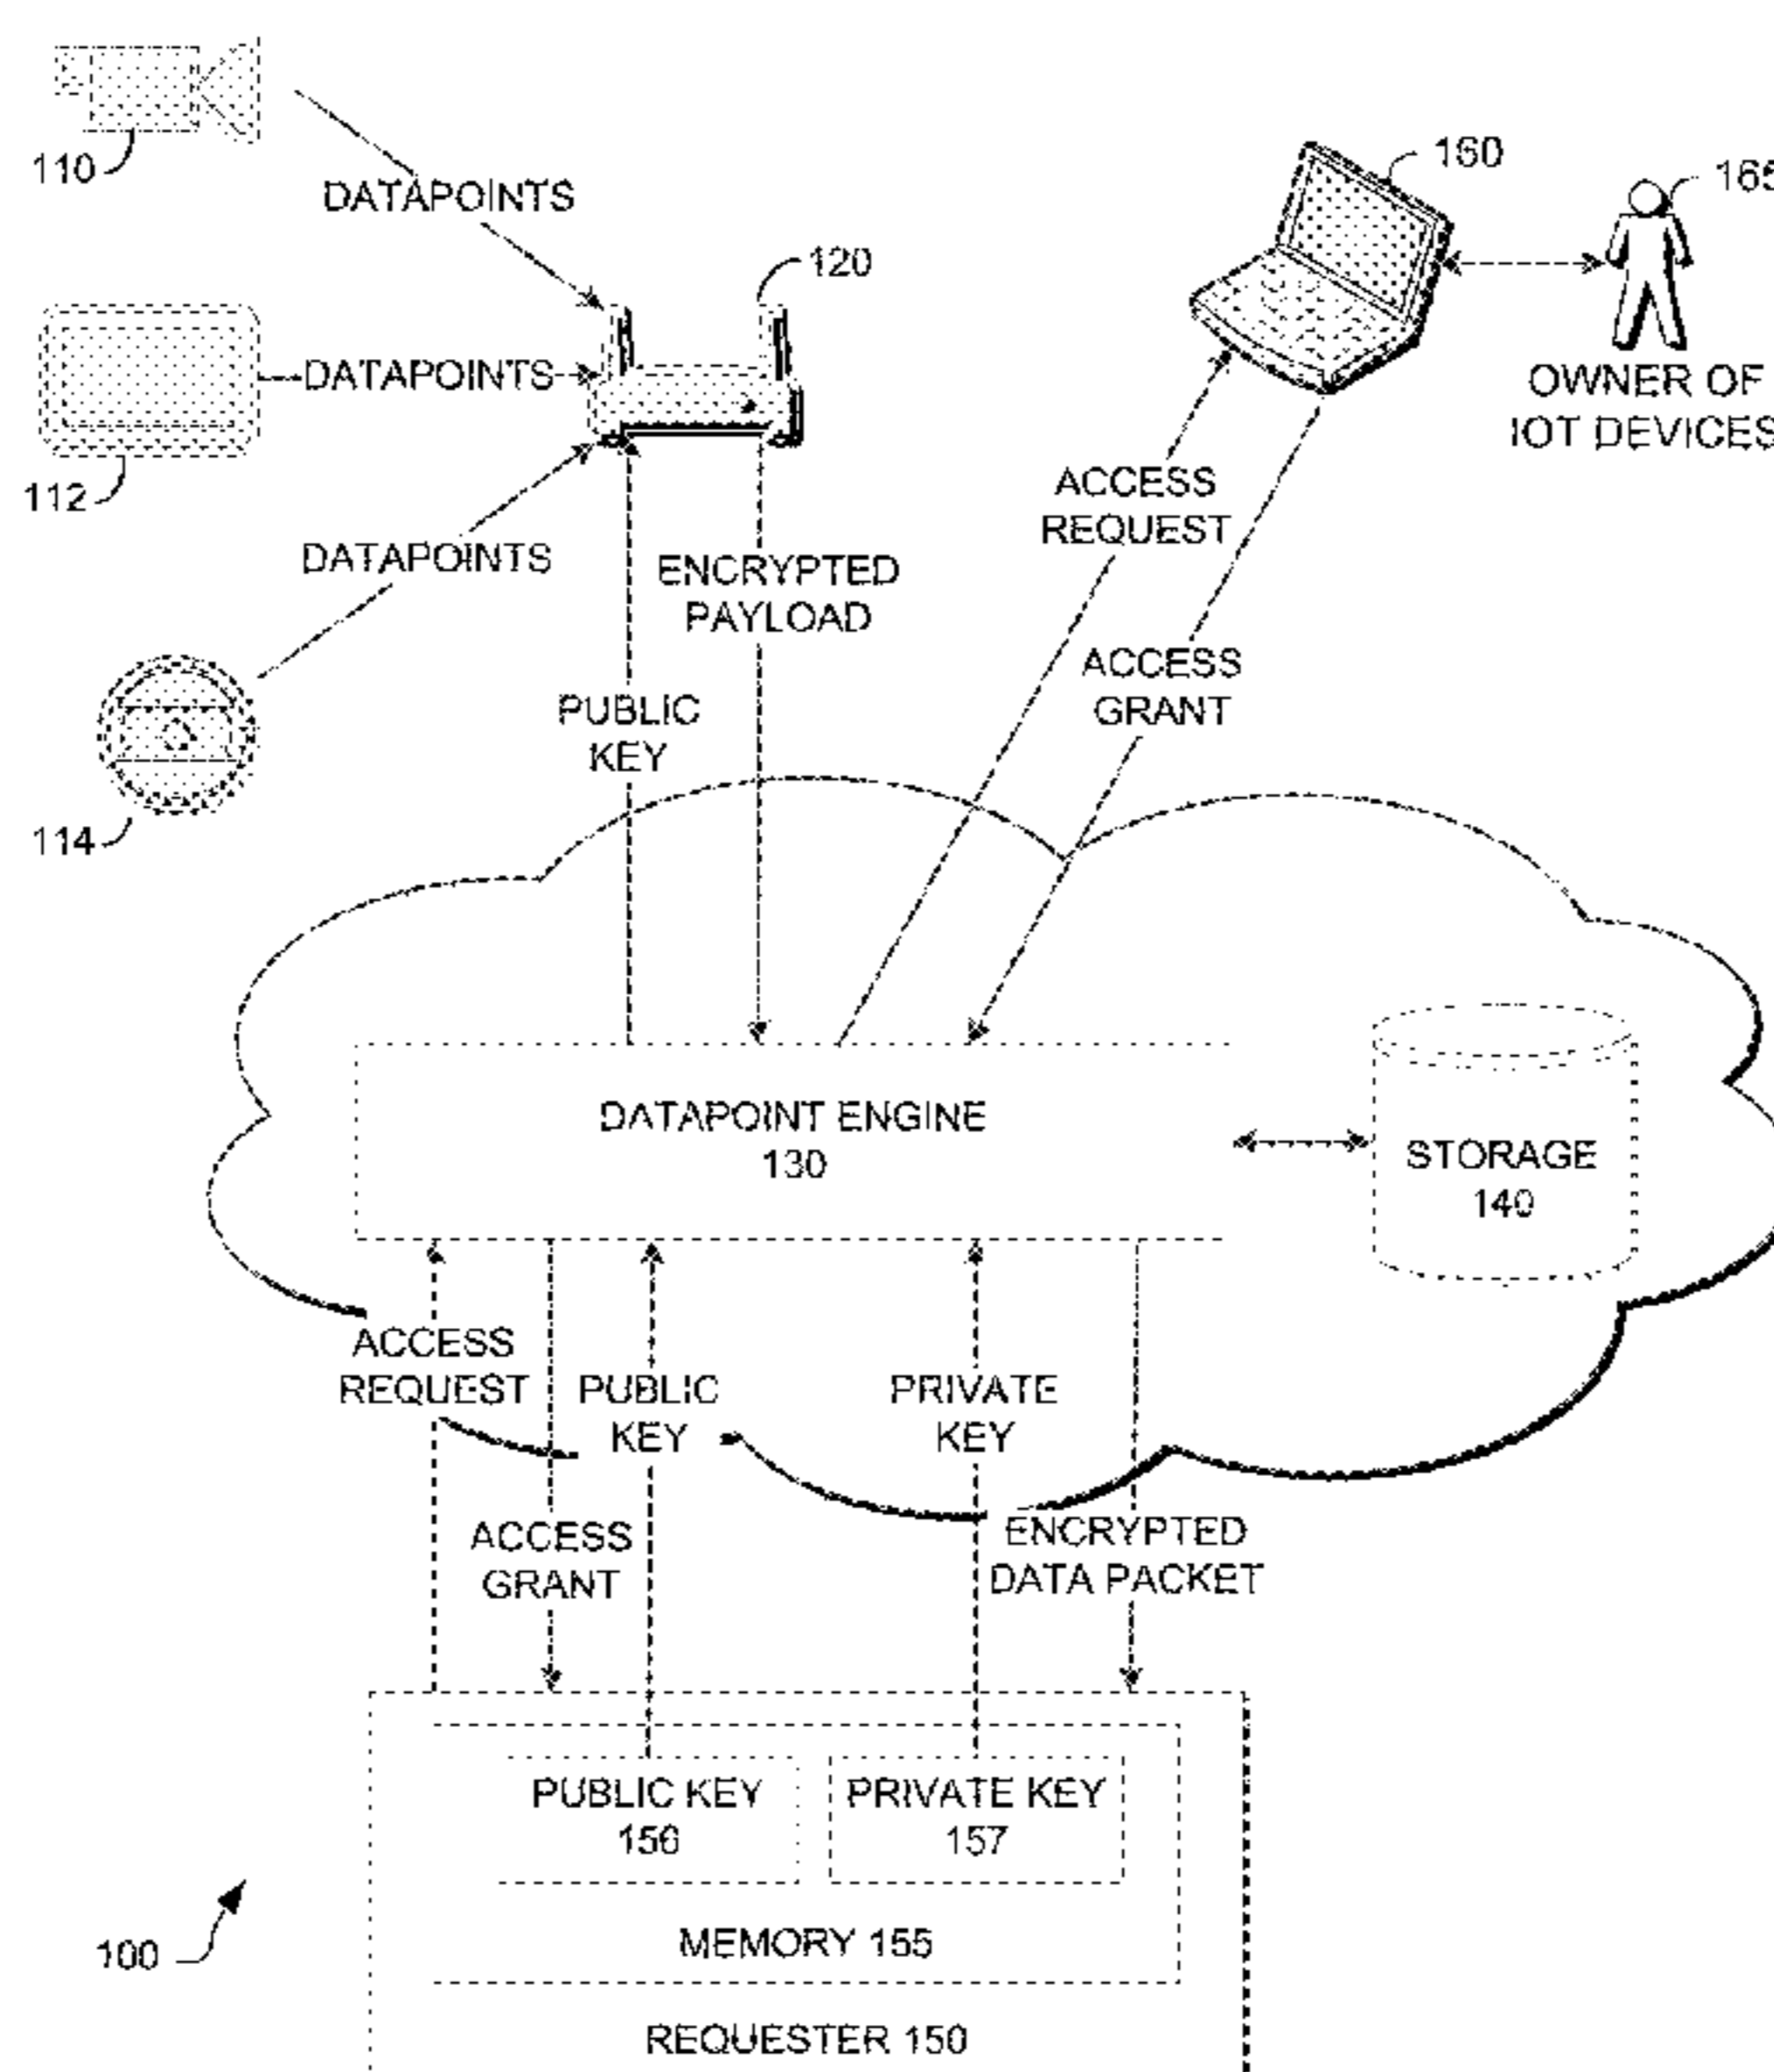 110
DATAPOINTS
160
165
120
DATAPOINTS
OWNER OF
IOT DEVICES
112
ACCESS
REQUEST
DATAPOINTS
ENCRYPTED
PAYLOAD
ACCESS
GRANT
PUBLIC
KEY
114
DATAPOINT ENGINE
130
STORAGE
140
ACCESS
REQUEST
PUBLIC
KEY
PRIVATE
KEY
ACCESS
GRANT
ENCRYPTED
DATA PACKET
PUBLIC KEY
156
PRIVATE KEY
157
MEMORY 155
100
REQUESTER 150